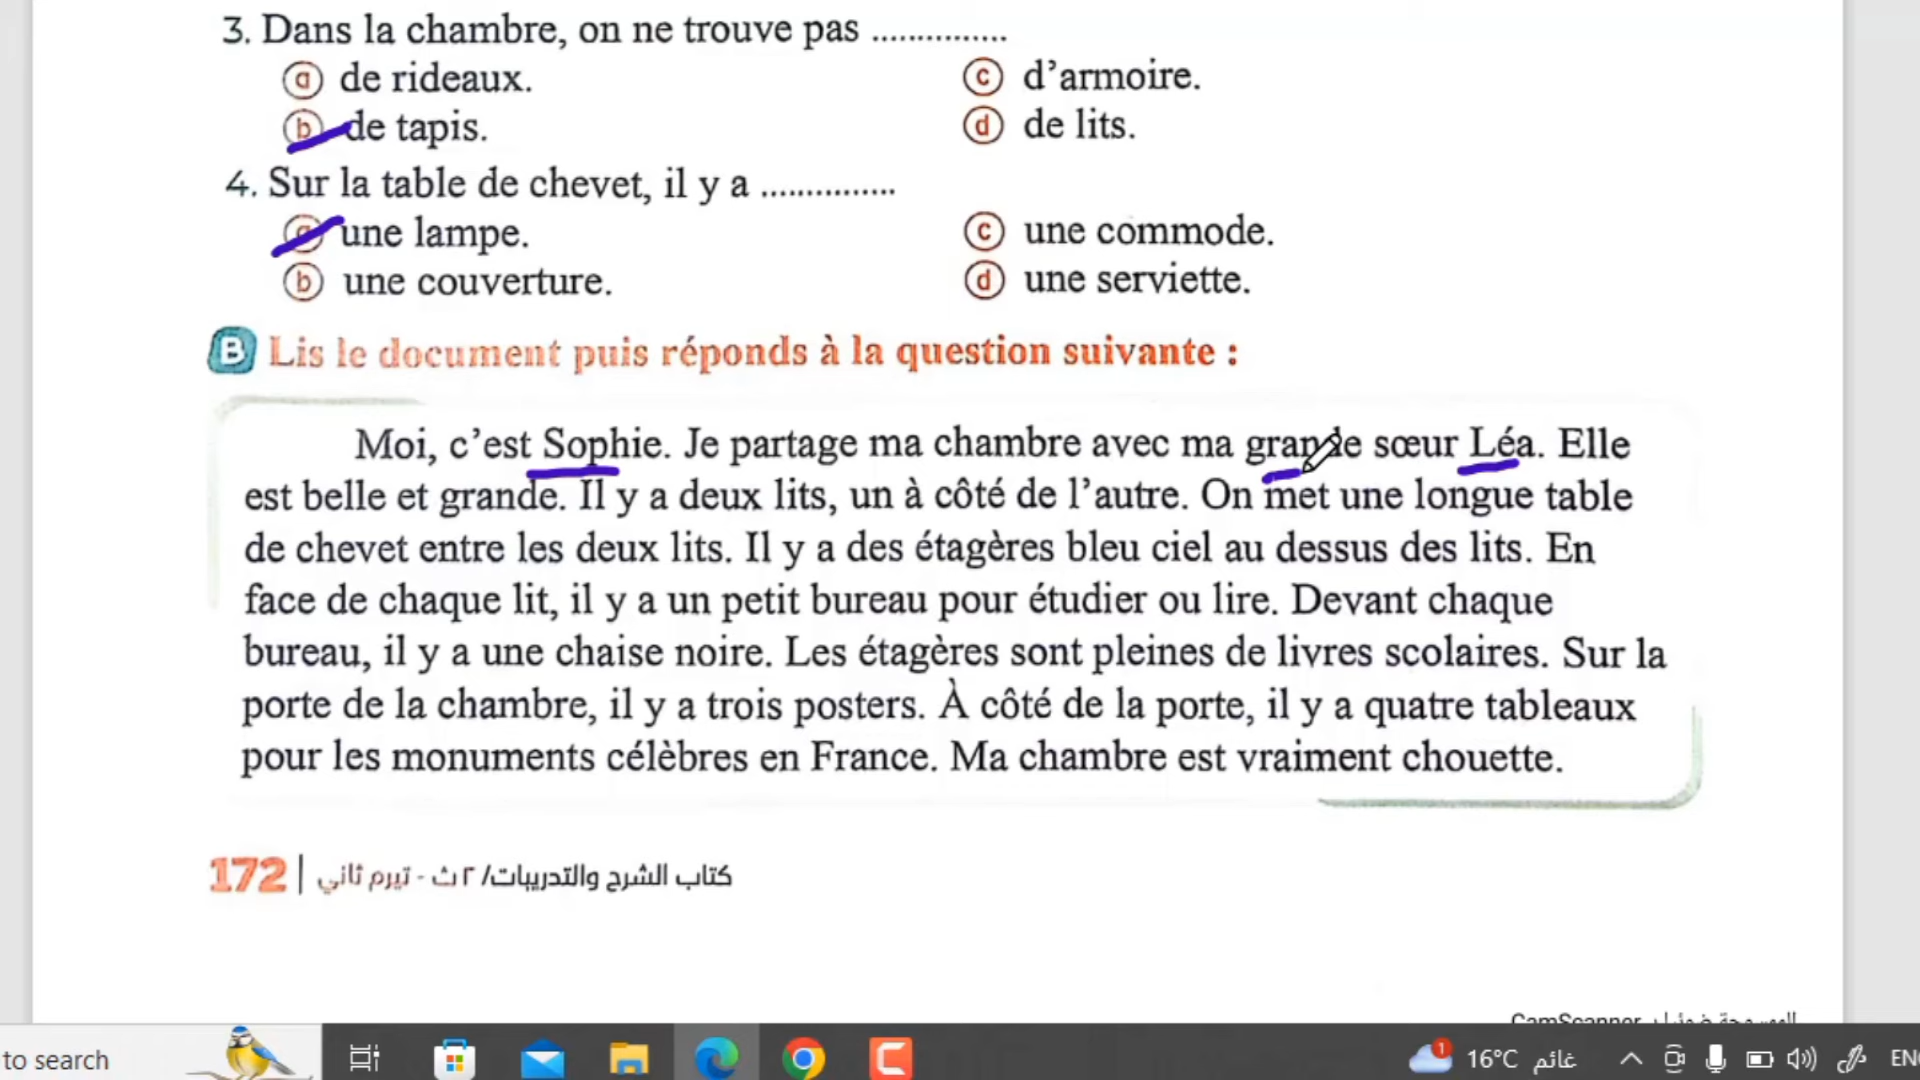 3. Dans la chambre, on ne trouve pas ...............
a de rideaux.
c d'armoire.
b de tapis.
d de lits.
4. Sur la table de chevet, il y a ...............
a une lampe.
c une commode.
b une couverture.
d une serviette.
B Lis le document puis réponds à la question suivante :
Moi, c'est Sophie. Je partage ma chambre avec ma grande sœur Léa. Elle
est belle et grande. Il y a deux lits, un à côté de l'autre. On met une longue table
de chevet entre les deux lits. Il y a des étagères bleu ciel au dessus des lits. En
face de chaque lit, il y a un petit bureau pour étudier ou lire. Devant chaque
bureau, il y a une chaise noire. Les étagères sont pleines de livres scolaires. Sur la
porte de la chambre, il y a trois posters. À côté de la porte, il y a quatre tableaux
pour les monuments célèbres en France. Ma chambre est vraiment chouette.
172 | كتاب الشرح والتدريبات/ ٢ ث - تيرم ثاني
CamScanner
to search
1 16°C غائم
ENG